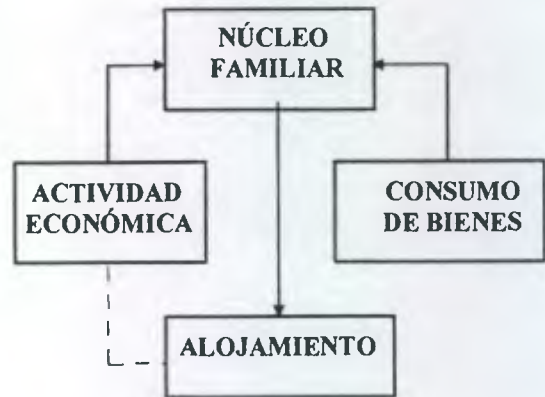 NÚCLEO
FAMILIAR
ACTIVIDAD
ECONÓMICA
CONSUMO
DE BIENES
ALOJAMIENTO